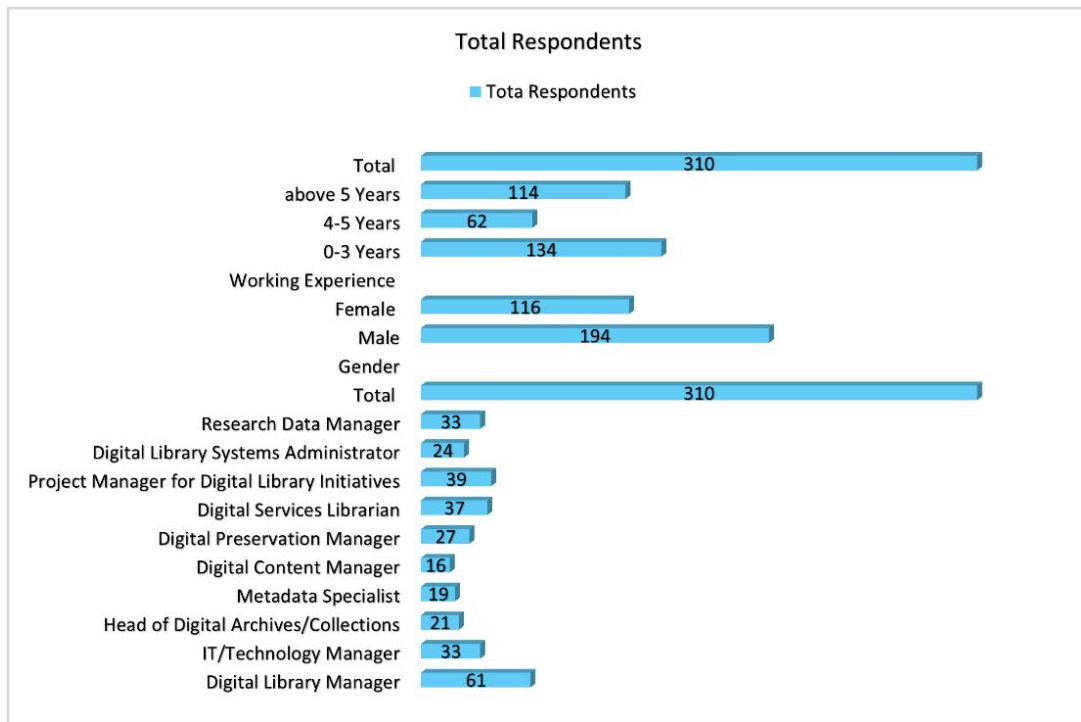 Total Respondents
Tota Respondents
Total 310
above 5 Years 114
4-5 Years 62
0-3 Years 134
Working Experience
Female 116
Male 194
Gender
Total 310
Research Data Manager 33
Digital Library Systems Administrator 24
Project Manager for Digital Library Initiatives 39
Digital Services Librarian 37
Digital Preservation Manager 27
Digital Content Manager 16
Metadata Specialist 19
Head of Digital Archives/Collections 21
IT/Technology Manager 33
Digital Library Manager 61